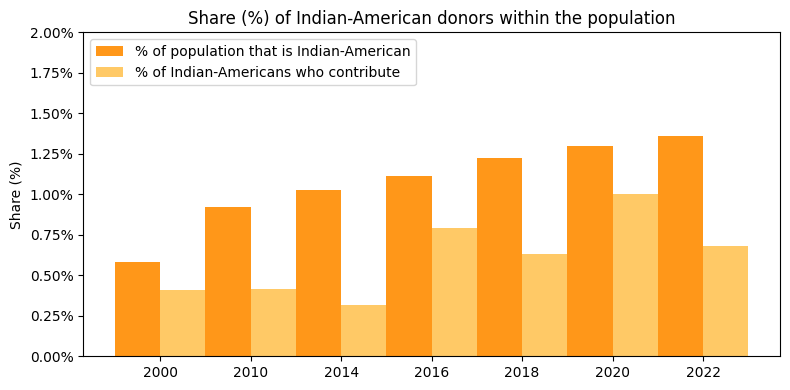 Share (%) of Indian-American donors within the population
% of population that is Indian-American
% of Indian-Americans who contribute
Share (%)
2.00%
1.75%
1.50%
1.25%
1.00%
0.75%
0.50%
0.25%
0.00%
2000 2010 2014 2016 2018 2020 2022